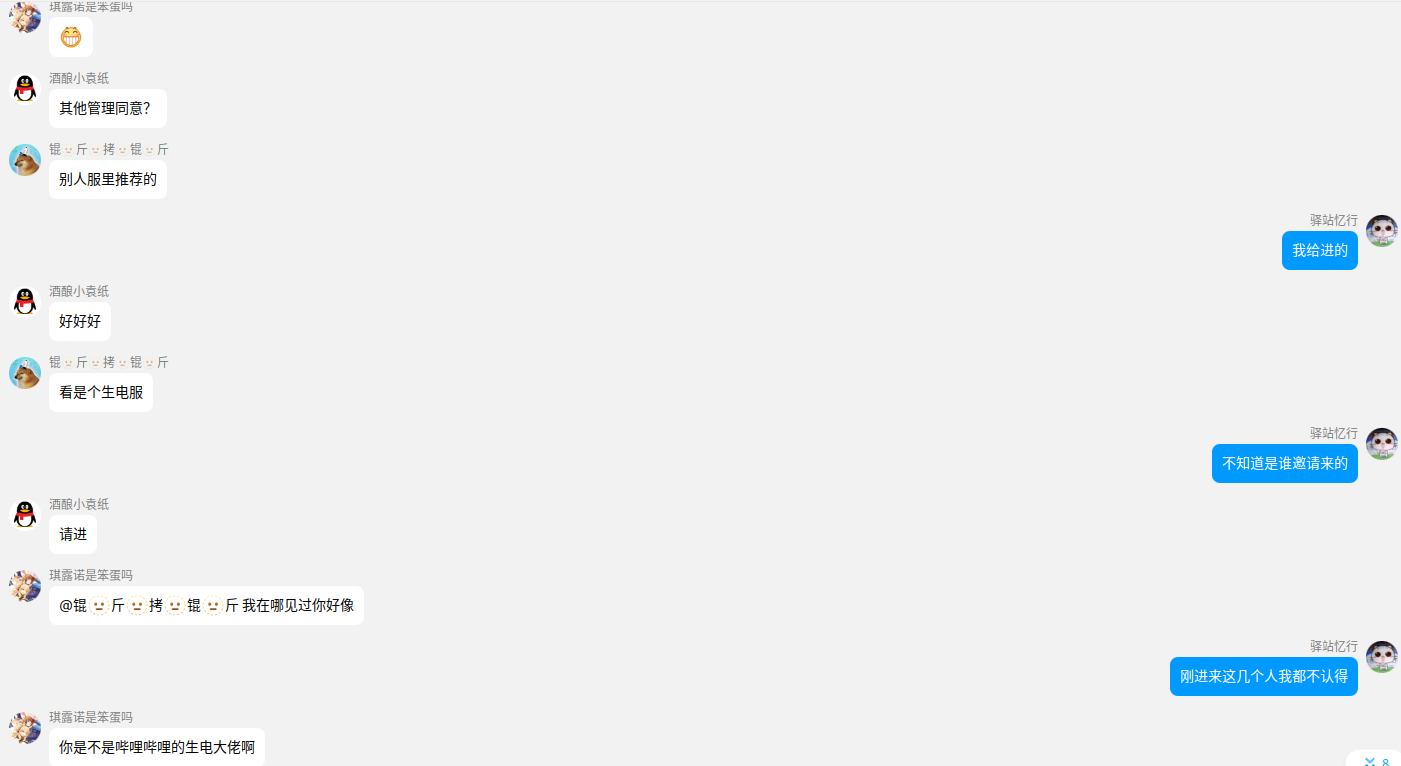 琪露诺是笨蛋吗
😁
酒酿小袁纸
其他管理同意？
锟🫥斤🫥拷🫥锟🫥斤
别人服里推荐的
驿站忆行
我给进的
酒酿小袁纸
好好好
锟🫥斤🫥拷🫥锟🫥斤
看是个生电服
驿站忆行
不知道是谁邀请来的
酒酿小袁纸
请进
琪露诺是笨蛋吗
@锟🫥斤🫥拷🫥锟🫥斤 我在哪见过你好像
驿站忆行
刚进来这几个人我都不认得
琪露诺是笨蛋吗
你是不是哔哩哔哩的生电大佬啊
8